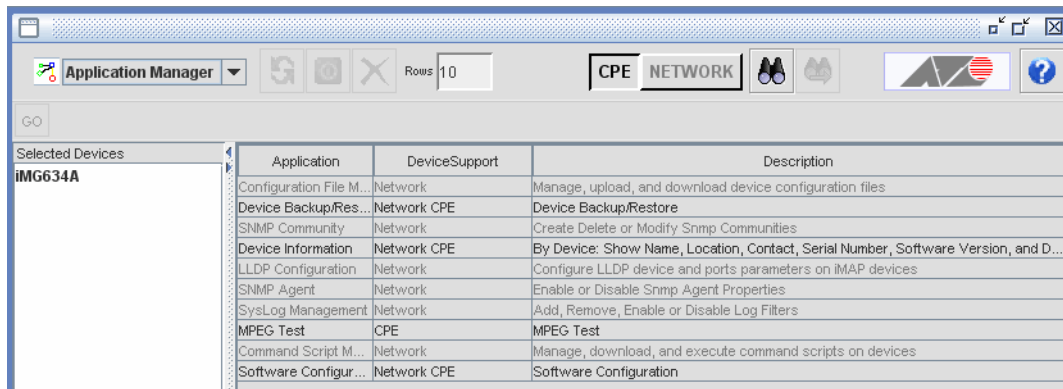 Application Manager Rows 10 CPE NETWORK ?
GO
Selected Devices
iMG634A
Application DeviceSupport Description
Configuration File M... Network Manage, upload, and download device configuration files
Device Backup/Res... Network CPE Device Backup/Restore
SNMP Community Network Create Delete or Modify Snmp Communities
Device Information Network CPE By Device: Show Name, Location, Contact, Serial Number, Software Version, and D...
LLDP Configuration Network Configure LLDP device and ports parameters on iMAP devices
SNMP Agent Network Enable or Disable Snmp Agent Properties
SysLog Management Network Add, Remove, Enable or Disable Log Filters
MPEG Test CPE MPEG Test
Command Script M... Network Manage, download, and execute command scripts on devices
Software Configur... Network CPE Software Configuration